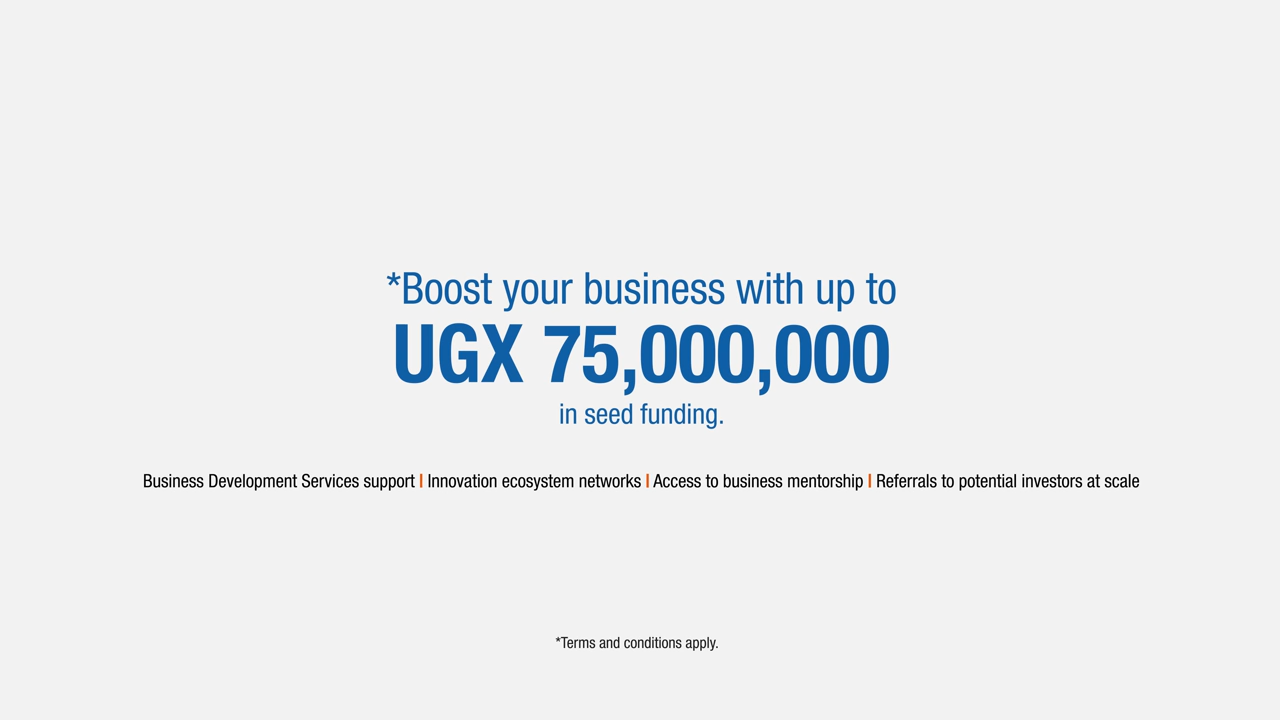 *Boost your business with up to
UGX 75,000,000
in seed funding.
Business Development Services support | Innovation ecosystem networks | Access to business mentorship | Referrals to potential investors at scale
*Terms and conditions apply.